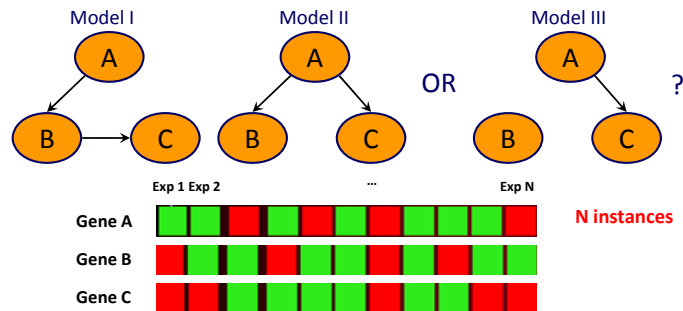 Model I Model II Model III
A A A
OR ?
B C B C B C
Exp 1 Exp 2 ... Exp N
Gene A N instances
Gene B
Gene C